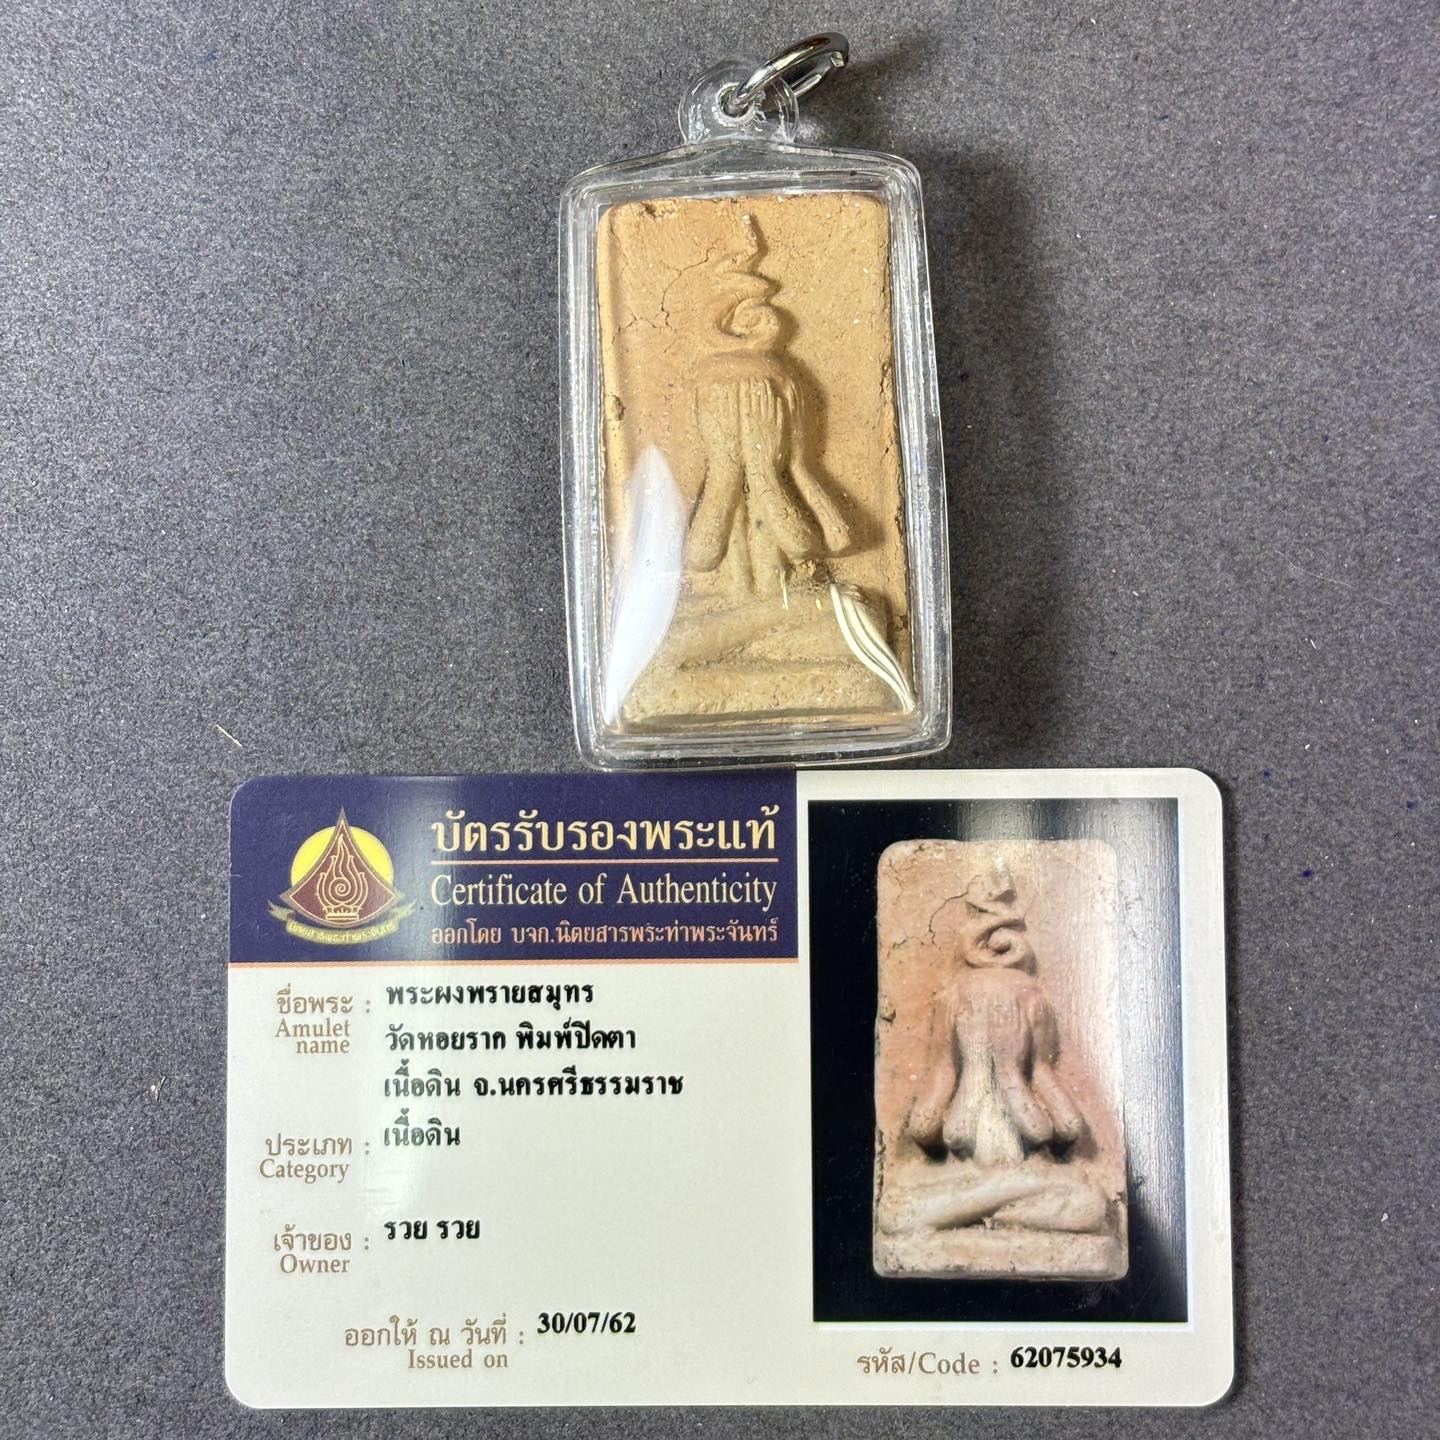 บัตรรับรองพระแท้
Certificate of Authenticity
ออกโดย บจก.นิตยสารพระท่าพระจันทร์
ชื่อพระ : พระผงพรายสมุทร
Amulet name
วัดหอยราก พิมพ์ปิดตา
เนื้อดิน จ.นครศรีธรรมราช
ประเภท : เนื้อดิน
Category
เจ้าของ : รวย รวย
Owner
ออกให้ ณ วันที่ : 30/07/62
Issued on
รหัส/Code : 62075934